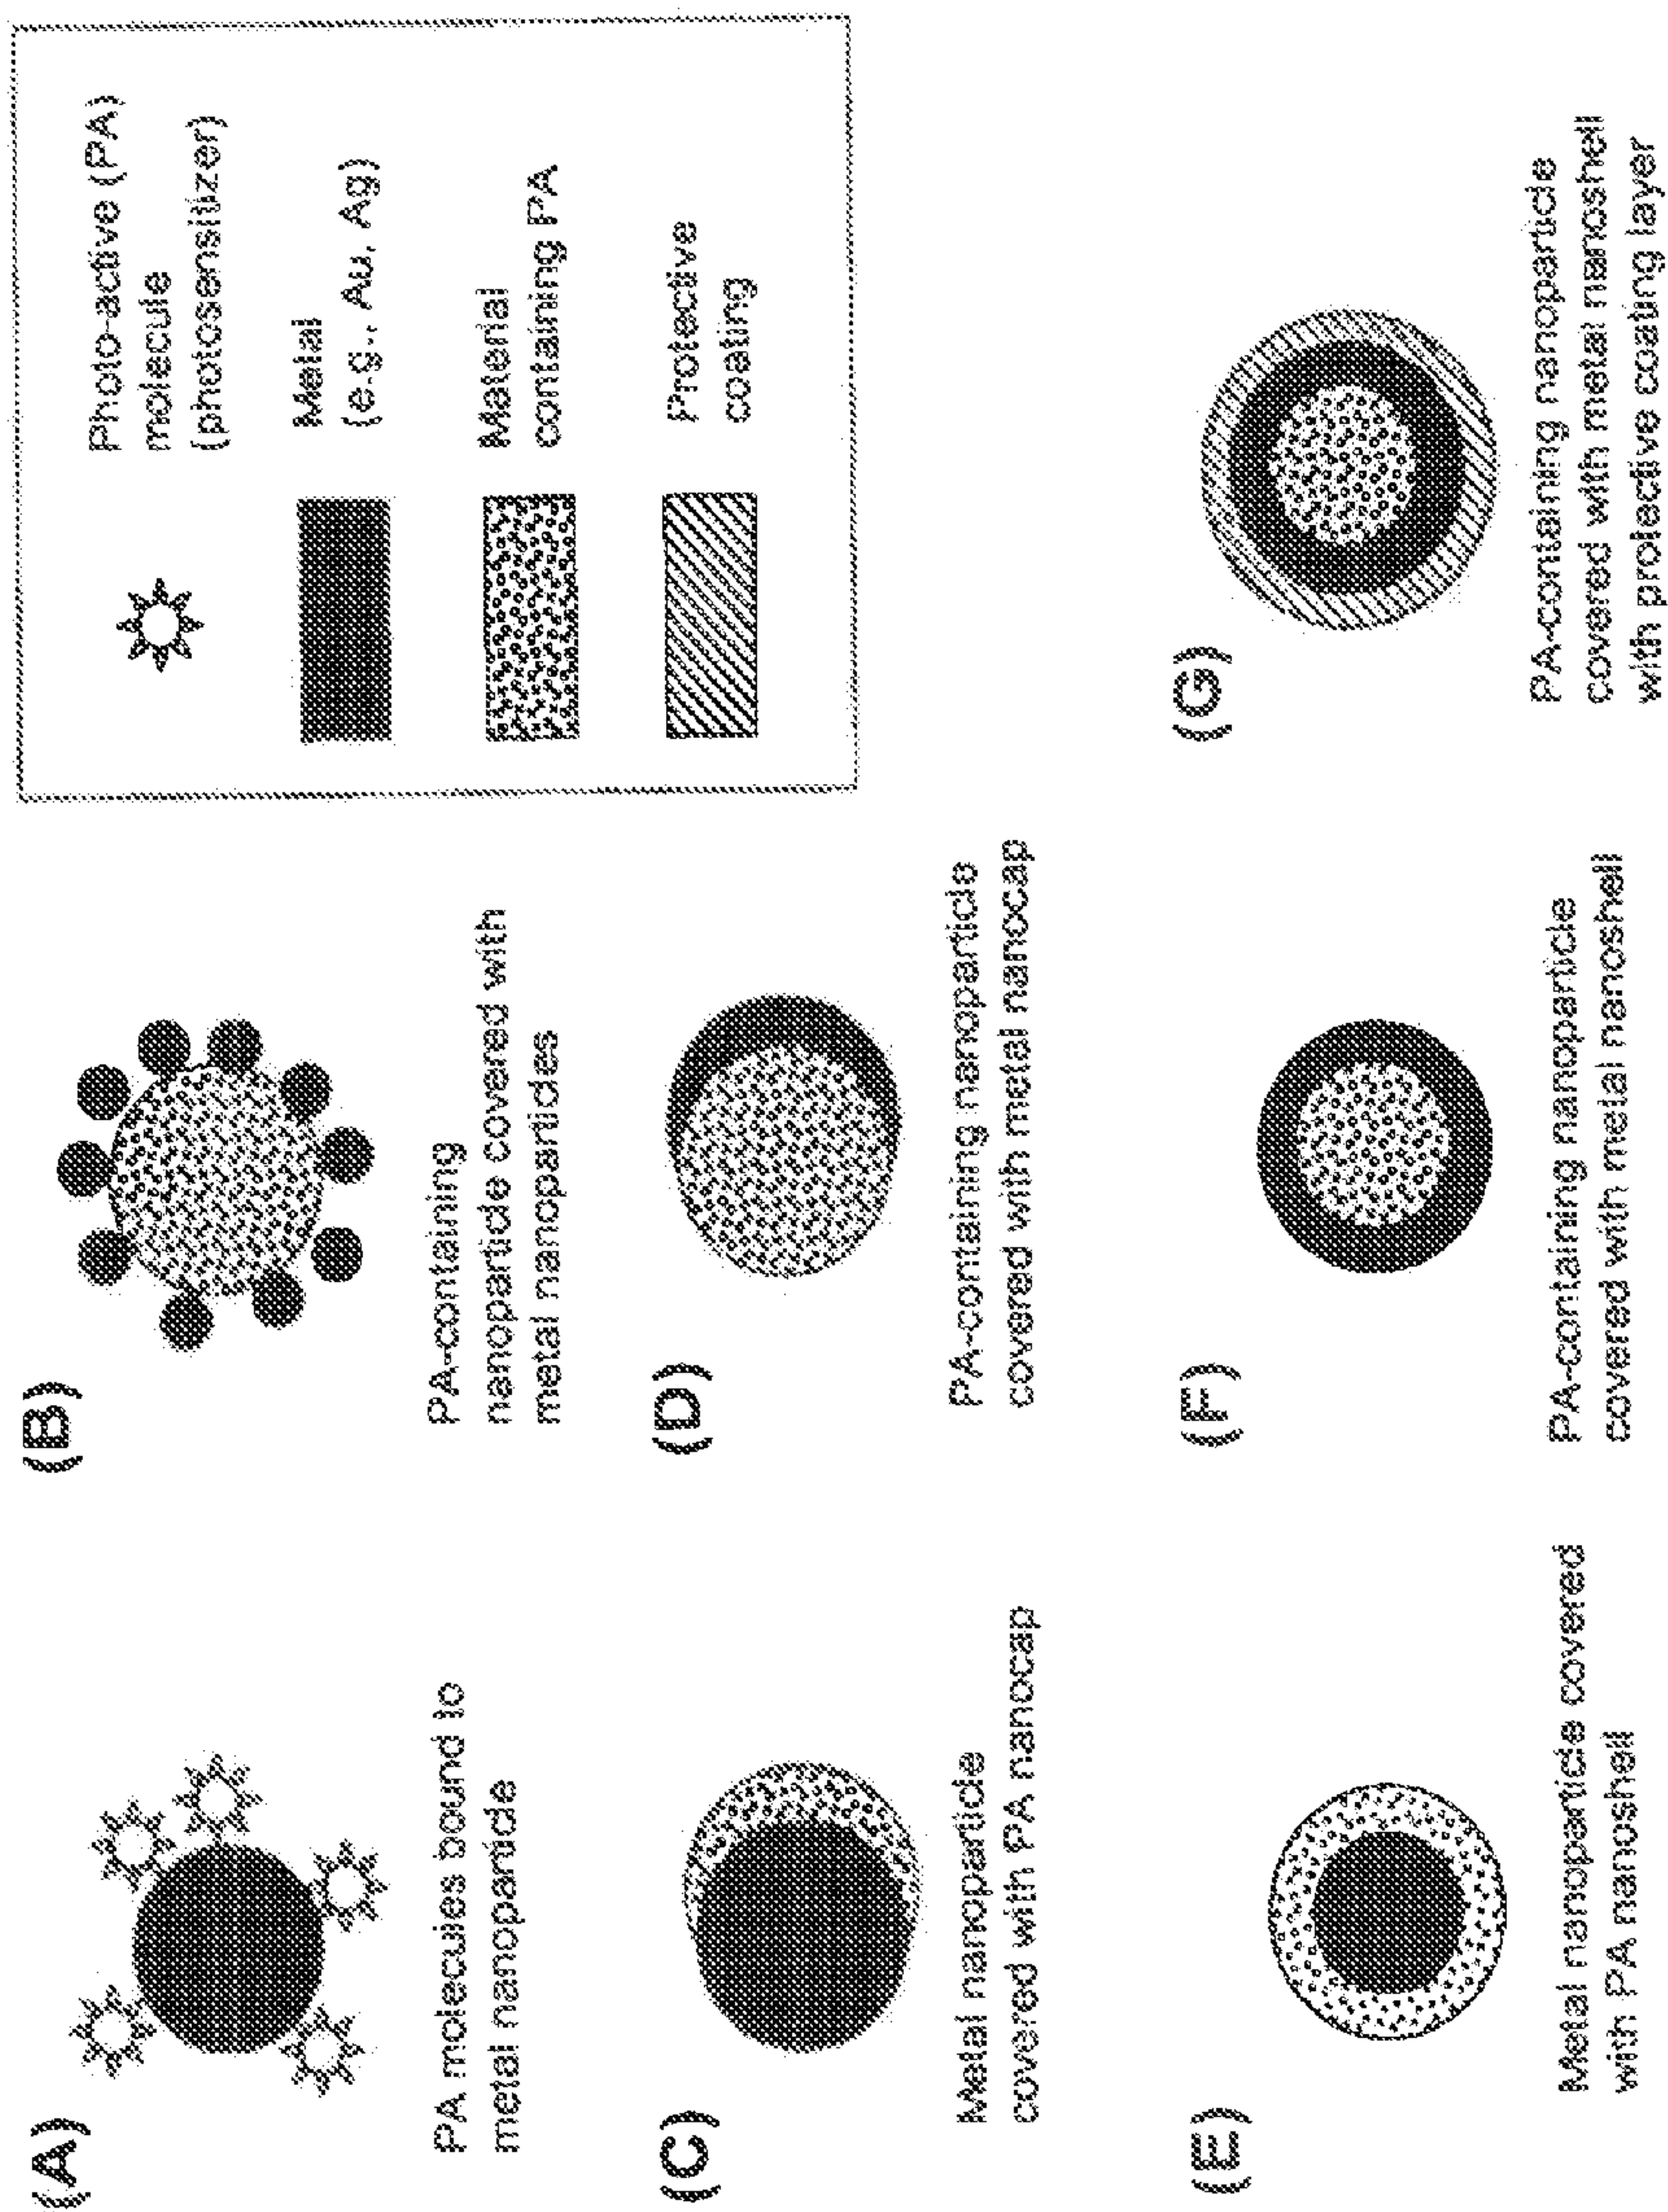 (A)
PA molecules bound to
metal nanoparticle
(B)
PA-containing
nanoparticle covered with
metal nanoparticles
Photo-active (PA)
molecule
(photosensitizer)
Metal
(e.g., Au, Ag)
Material
containing PA
Protective
coating
(C)
Metal nanoparticle
covered with PA nanocap
(D)
PA-containing nanoparticle
covered with metal nanocap
(E)
Metal nanoparticle covered
with PA nanoshell
(F)
PA-containing nanoparticle
covered with metal nanoshell
(G)
PA-containing nanoparticle
covered with metal nanoshell
with protective coating layer